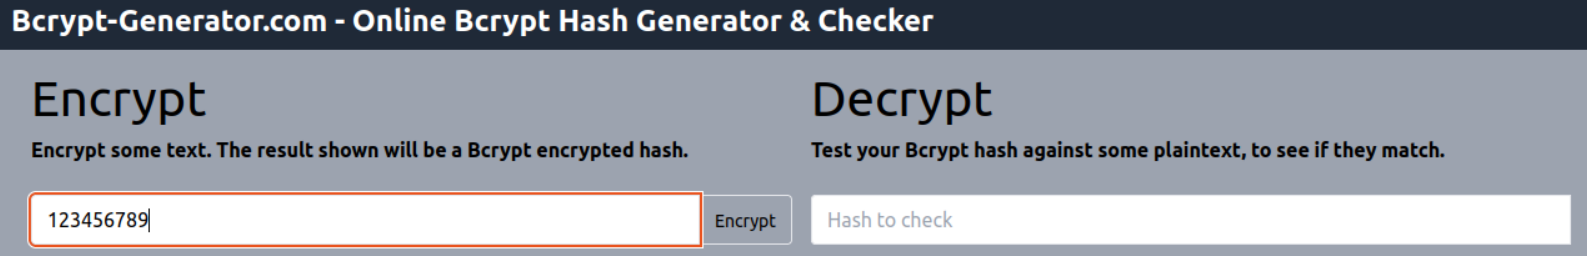 Bcrypt-Generator.com - Online Bcrypt Hash Generator & Checker
Encrypt
Encrypt some text. The result shown will be a Bcrypt encrypted hash.
123456789
Encrypt
Decrypt
Test your Bcrypt hash against some plaintext, to see if they match.
Hash to check